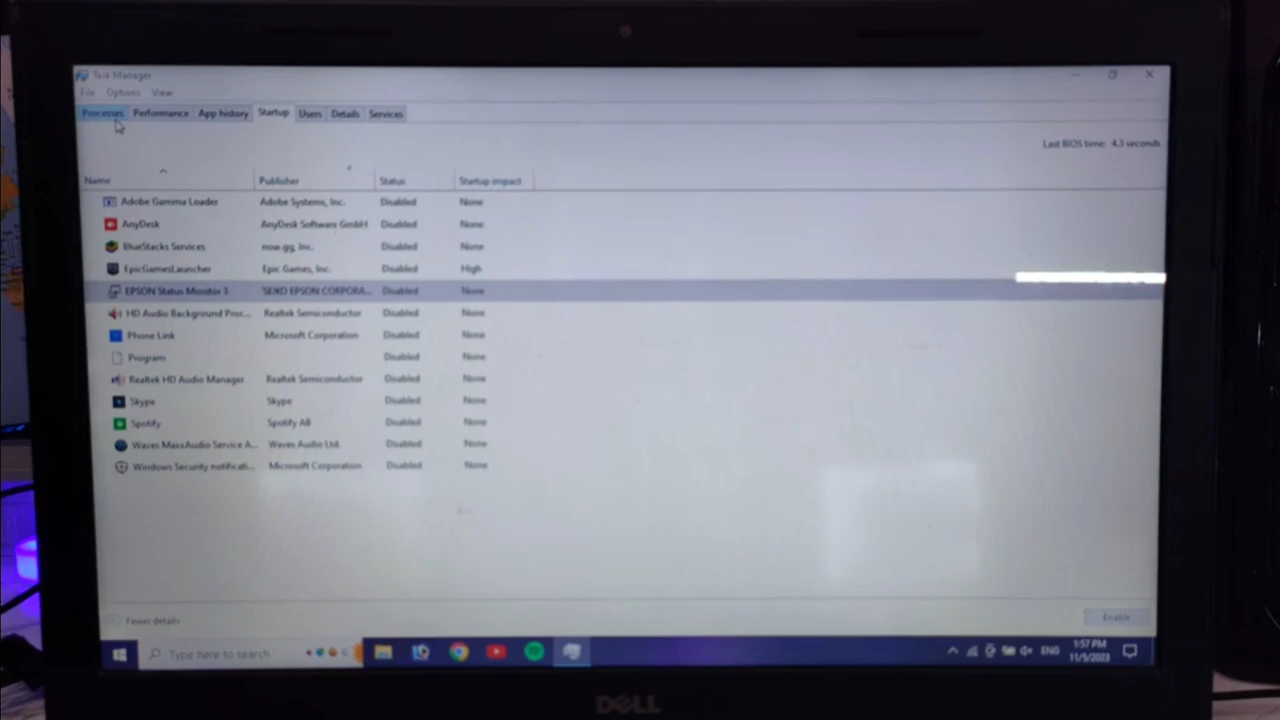 Task Manager
File Options View
Processes Performance App history Startup Users Details Services
Last BIOS time: 4.3 seconds
Name Publisher Status Startup impact
Adobe Gamma Loader Adobe Systems, Inc. Disabled None
AnyDesk AnyDesk Software GmbH Disabled None
BlueStacks Services now.gg, Inc. Disabled None
EpicGamesLauncher Epic Games, Inc. Disabled High
EPSON Status Monitor 3 SEIKO EPSON CORPORA... Disabled None
HD Audio Background Proc... Realtek Semiconductor Disabled None
Phone Link Microsoft Corporation Disabled None
Program Disabled None
Realtek HD Audio Manager Realtek Semiconductor Disabled None
Skype Skype Disabled None
Spotify Spotify AB Disabled None
Waves MaxxAudio Service A... Waves Audio Ltd. Disabled None
Windows Security notificati... Microsoft Corporation Disabled None
Fewer details Enable
Type here to search ENG 1:57 PM
11/5/2023
DELL